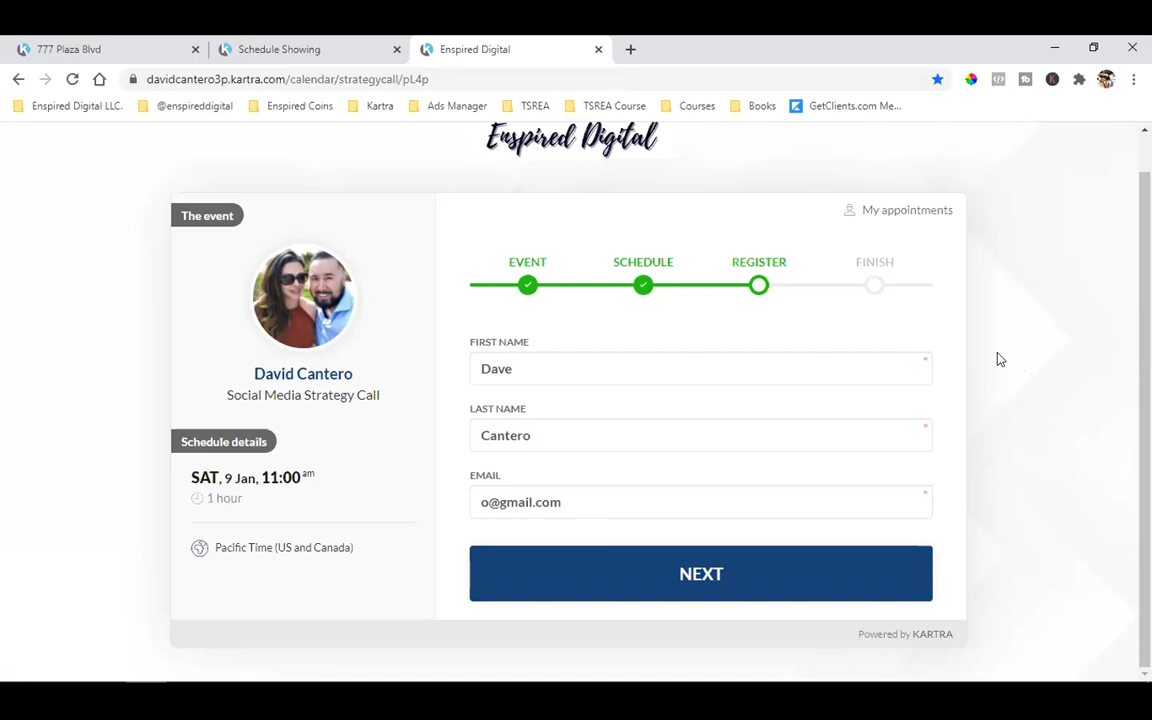 777 Plaza Blvd
Schedule Showing
Enspired Digital
davidcantero3p.kartra.com/calendar/strategycall/pL4p
Enspired Digital LLC.
@enspireddigital
Enspired Coins
Kartra
Ads Manager
TSREA
TSREA Course
Courses
Books
GetClients.com Me...
Enspired Digital
The event
My appointments
EVENT
SCHEDULE
REGISTER
FINISH
David Cantero
Social Media Strategy Call
Schedule details
SAT, 9 Jan, 11:00 am
1 hour
Pacific Time (US and Canada)
FIRST NAME
Dave
LAST NAME
Cantero
EMAIL
o@gmail.com
NEXT
Powered by KARTRA